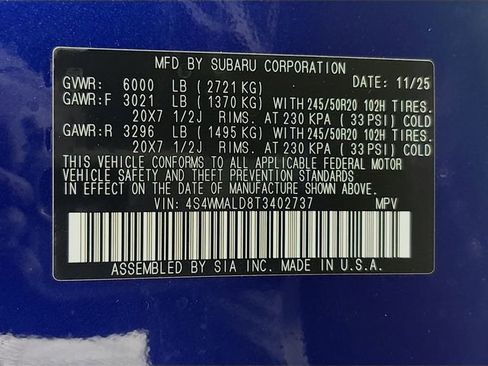 MFD BY SUBARU CORPORATION
GVWR: 6000 LB ( 2721 KG) DATE: 11/25
GAWR:F 3021 LB ( 1370 KG) WITH 245/50R20 102H TIRES.
20X7 1/2J RIMS. AT 230 KPA ( 33 PSI) COLD
GAWR:R 3296 LB ( 1495 KG) WITH 245/50R20 102H TIRES.
20X7 1/2J RIMS. AT 230 KPA ( 33 PSI) COLD
THIS VEHICLE CONFORMS TO ALL APPLICABLE FEDERAL MOTOR
VEHICLE SAFETY AND THEFT PREVENTION STANDARDS
IN EFFECT ON THE DATE OF MANUFACTURE SHOWN ABOVE.
VIN: 4S4WMALD8T3402737 MPV
ASSEMBLED BY SIA INC. MADE IN U.S.A.